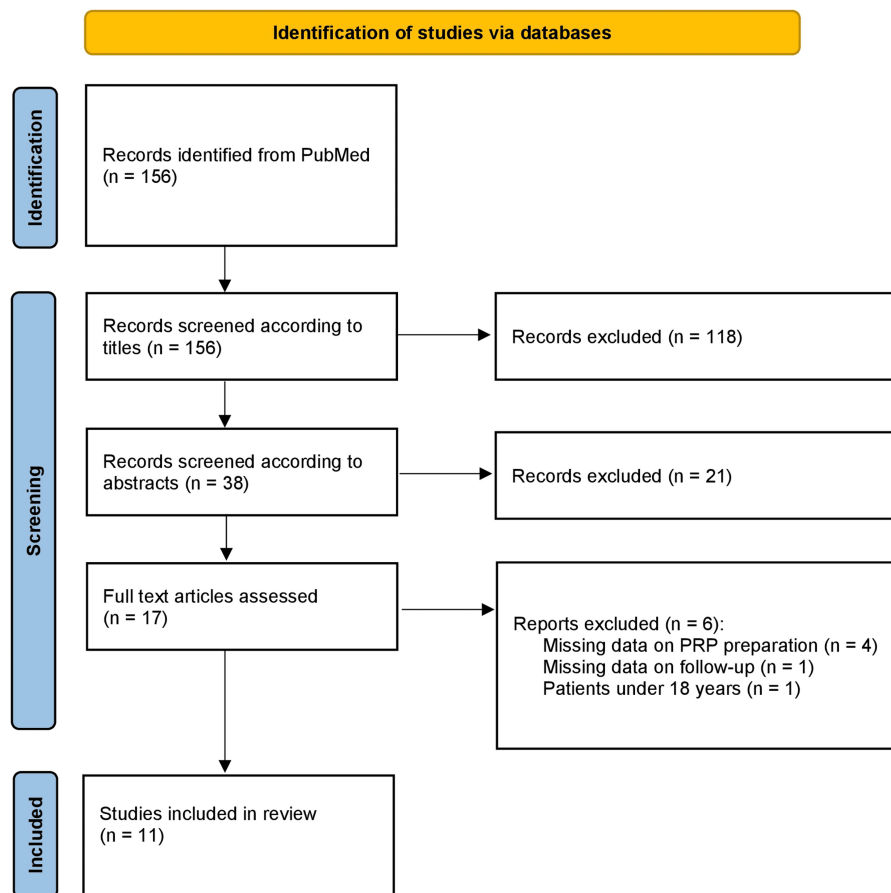 Identification of studies via databases
Identification
Records identified from PubMed
(n = 156)
Screening
Records screened according to
titles (n = 156)
Records excluded (n = 118)
Records screened according to
abstracts (n = 38)
Records excluded (n = 21)
Full text articles assessed
(n = 17)
Reports excluded (n = 6):
Missing data on PRP preparation (n = 4)
Missing data on follow-up (n = 1)
Patients under 18 years (n = 1)
Included
Studies included in review
(n = 11)